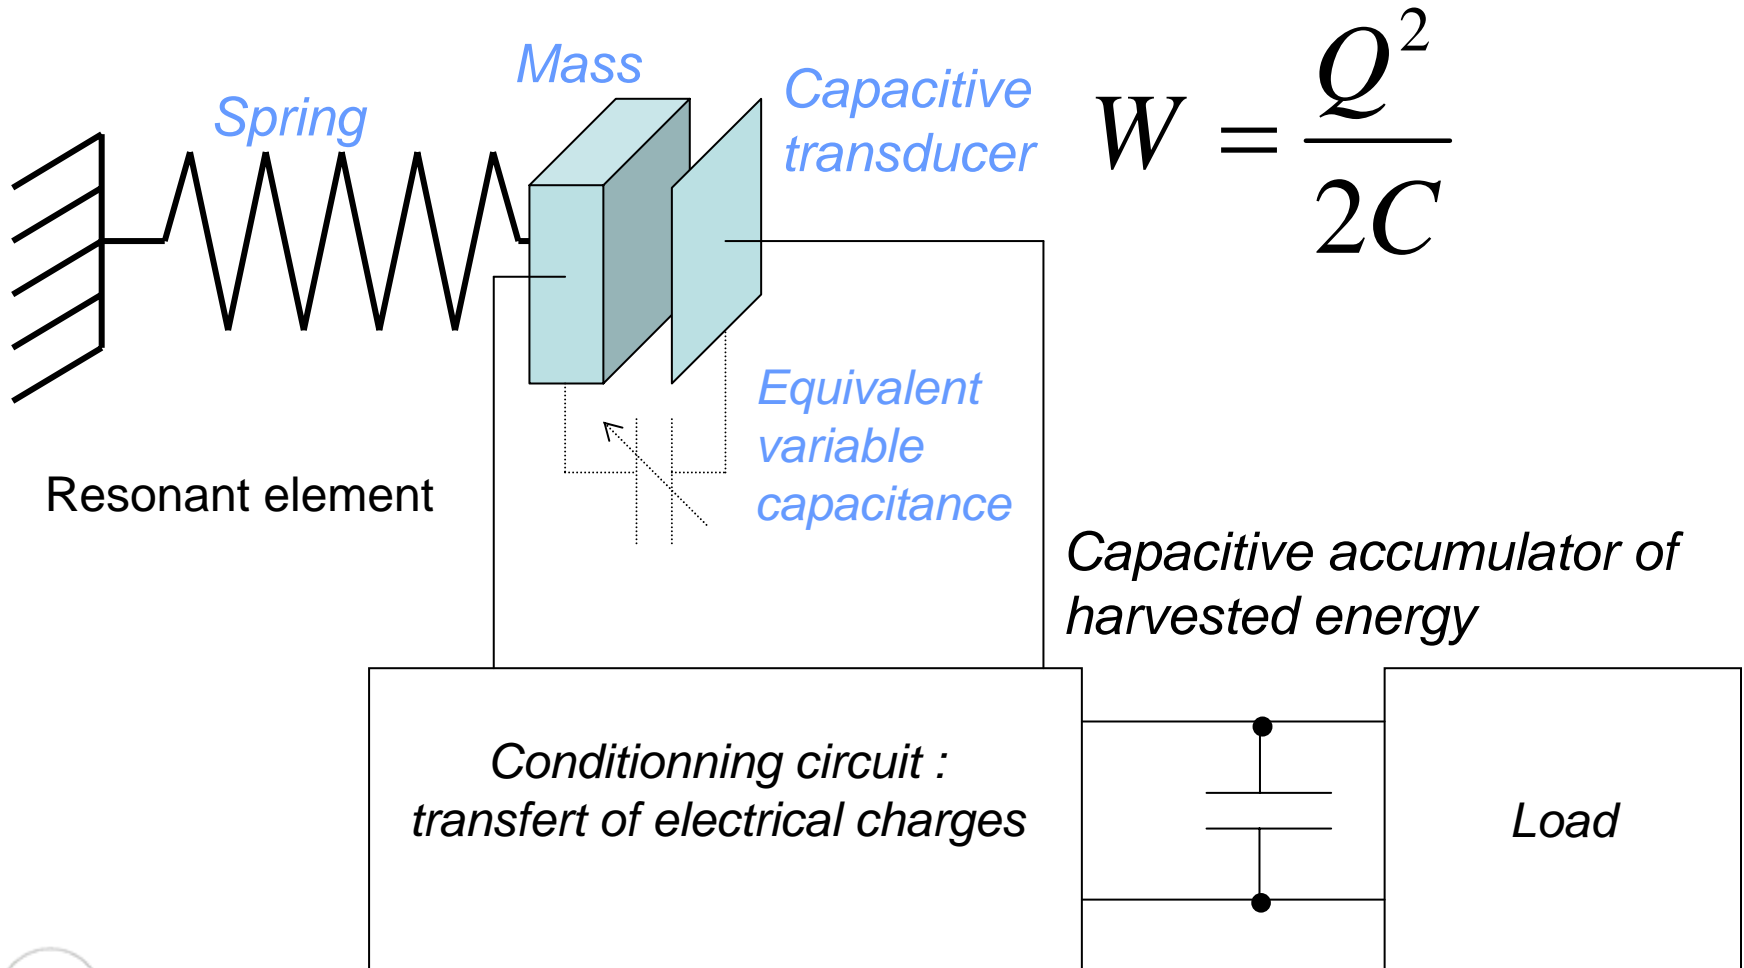 Mass
Spring
Capacitive
transducer
W = Q² / 2C
Equivalent
variable
capacitance
Resonant element
Capacitive accumulator of
harvested energy
Conditionning circuit :
transfert of electrical charges
Load